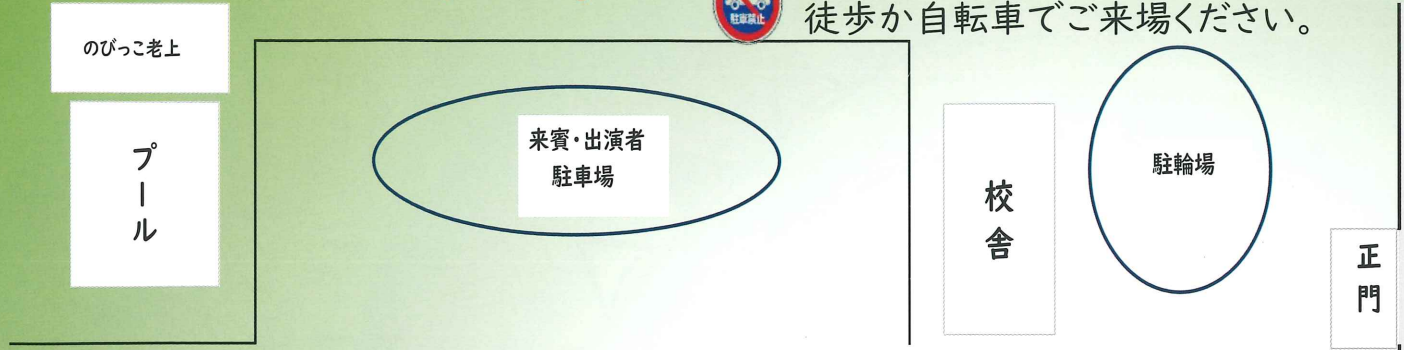 駐車禁止
徒歩か自転車でご来場ください。
のびっこ老上
プール
来賓・出演者
駐車場
校舎
駐輪場
正門